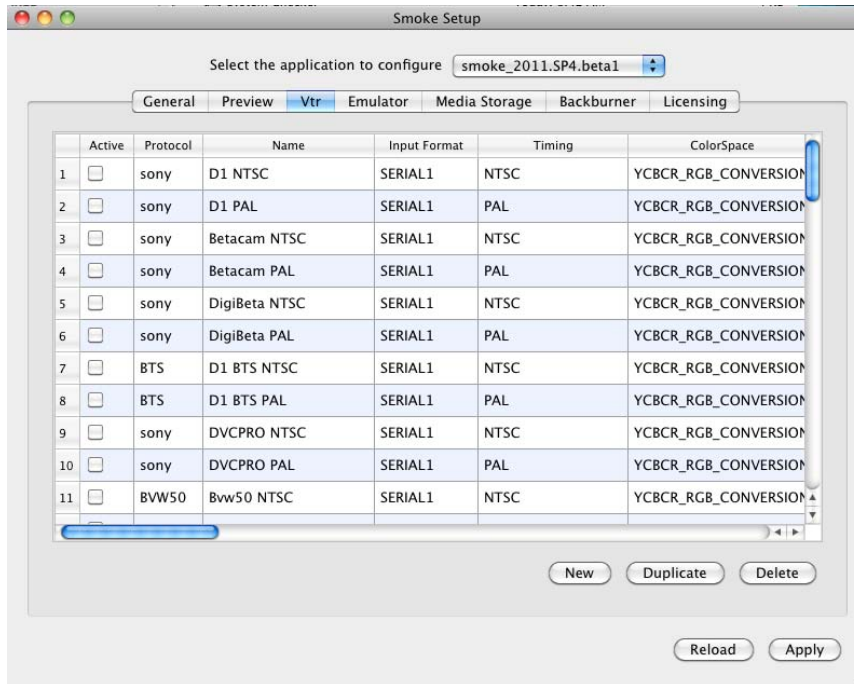 Smoke Setup
Select the application to configure smoke_2011.SP4.beta1
General Preview Vtr Emulator Media Storage Backburner Licensing
Active Protocol Name Input Format Timing ColorSpace
1 sony D1 NTSC SERIAL1 NTSC YCBCR_RGB_CONVERSION
2 sony D1 PAL SERIAL1 PAL YCBCR_RGB_CONVERSION
3 sony Betacam NTSC SERIAL1 NTSC YCBCR_RGB_CONVERSION
4 sony Betacam PAL SERIAL1 PAL YCBCR_RGB_CONVERSION
5 sony DigiBeta NTSC SERIAL1 NTSC YCBCR_RGB_CONVERSION
6 sony DigiBeta PAL SERIAL1 PAL YCBCR_RGB_CONVERSION
7 BTS D1 BTS NTSC SERIAL1 NTSC YCBCR_RGB_CONVERSION
8 BTS D1 BTS PAL SERIAL1 PAL YCBCR_RGB_CONVERSION
9 sony DVCPRO NTSC SERIAL1 NTSC YCBCR_RGB_CONVERSION
10 sony DVCPRO PAL SERIAL1 PAL YCBCR_RGB_CONVERSION
11 BVW50 Bvw50 NTSC SERIAL1 NTSC YCBCR_RGB_CONVERSION
New Duplicate Delete
Reload Apply